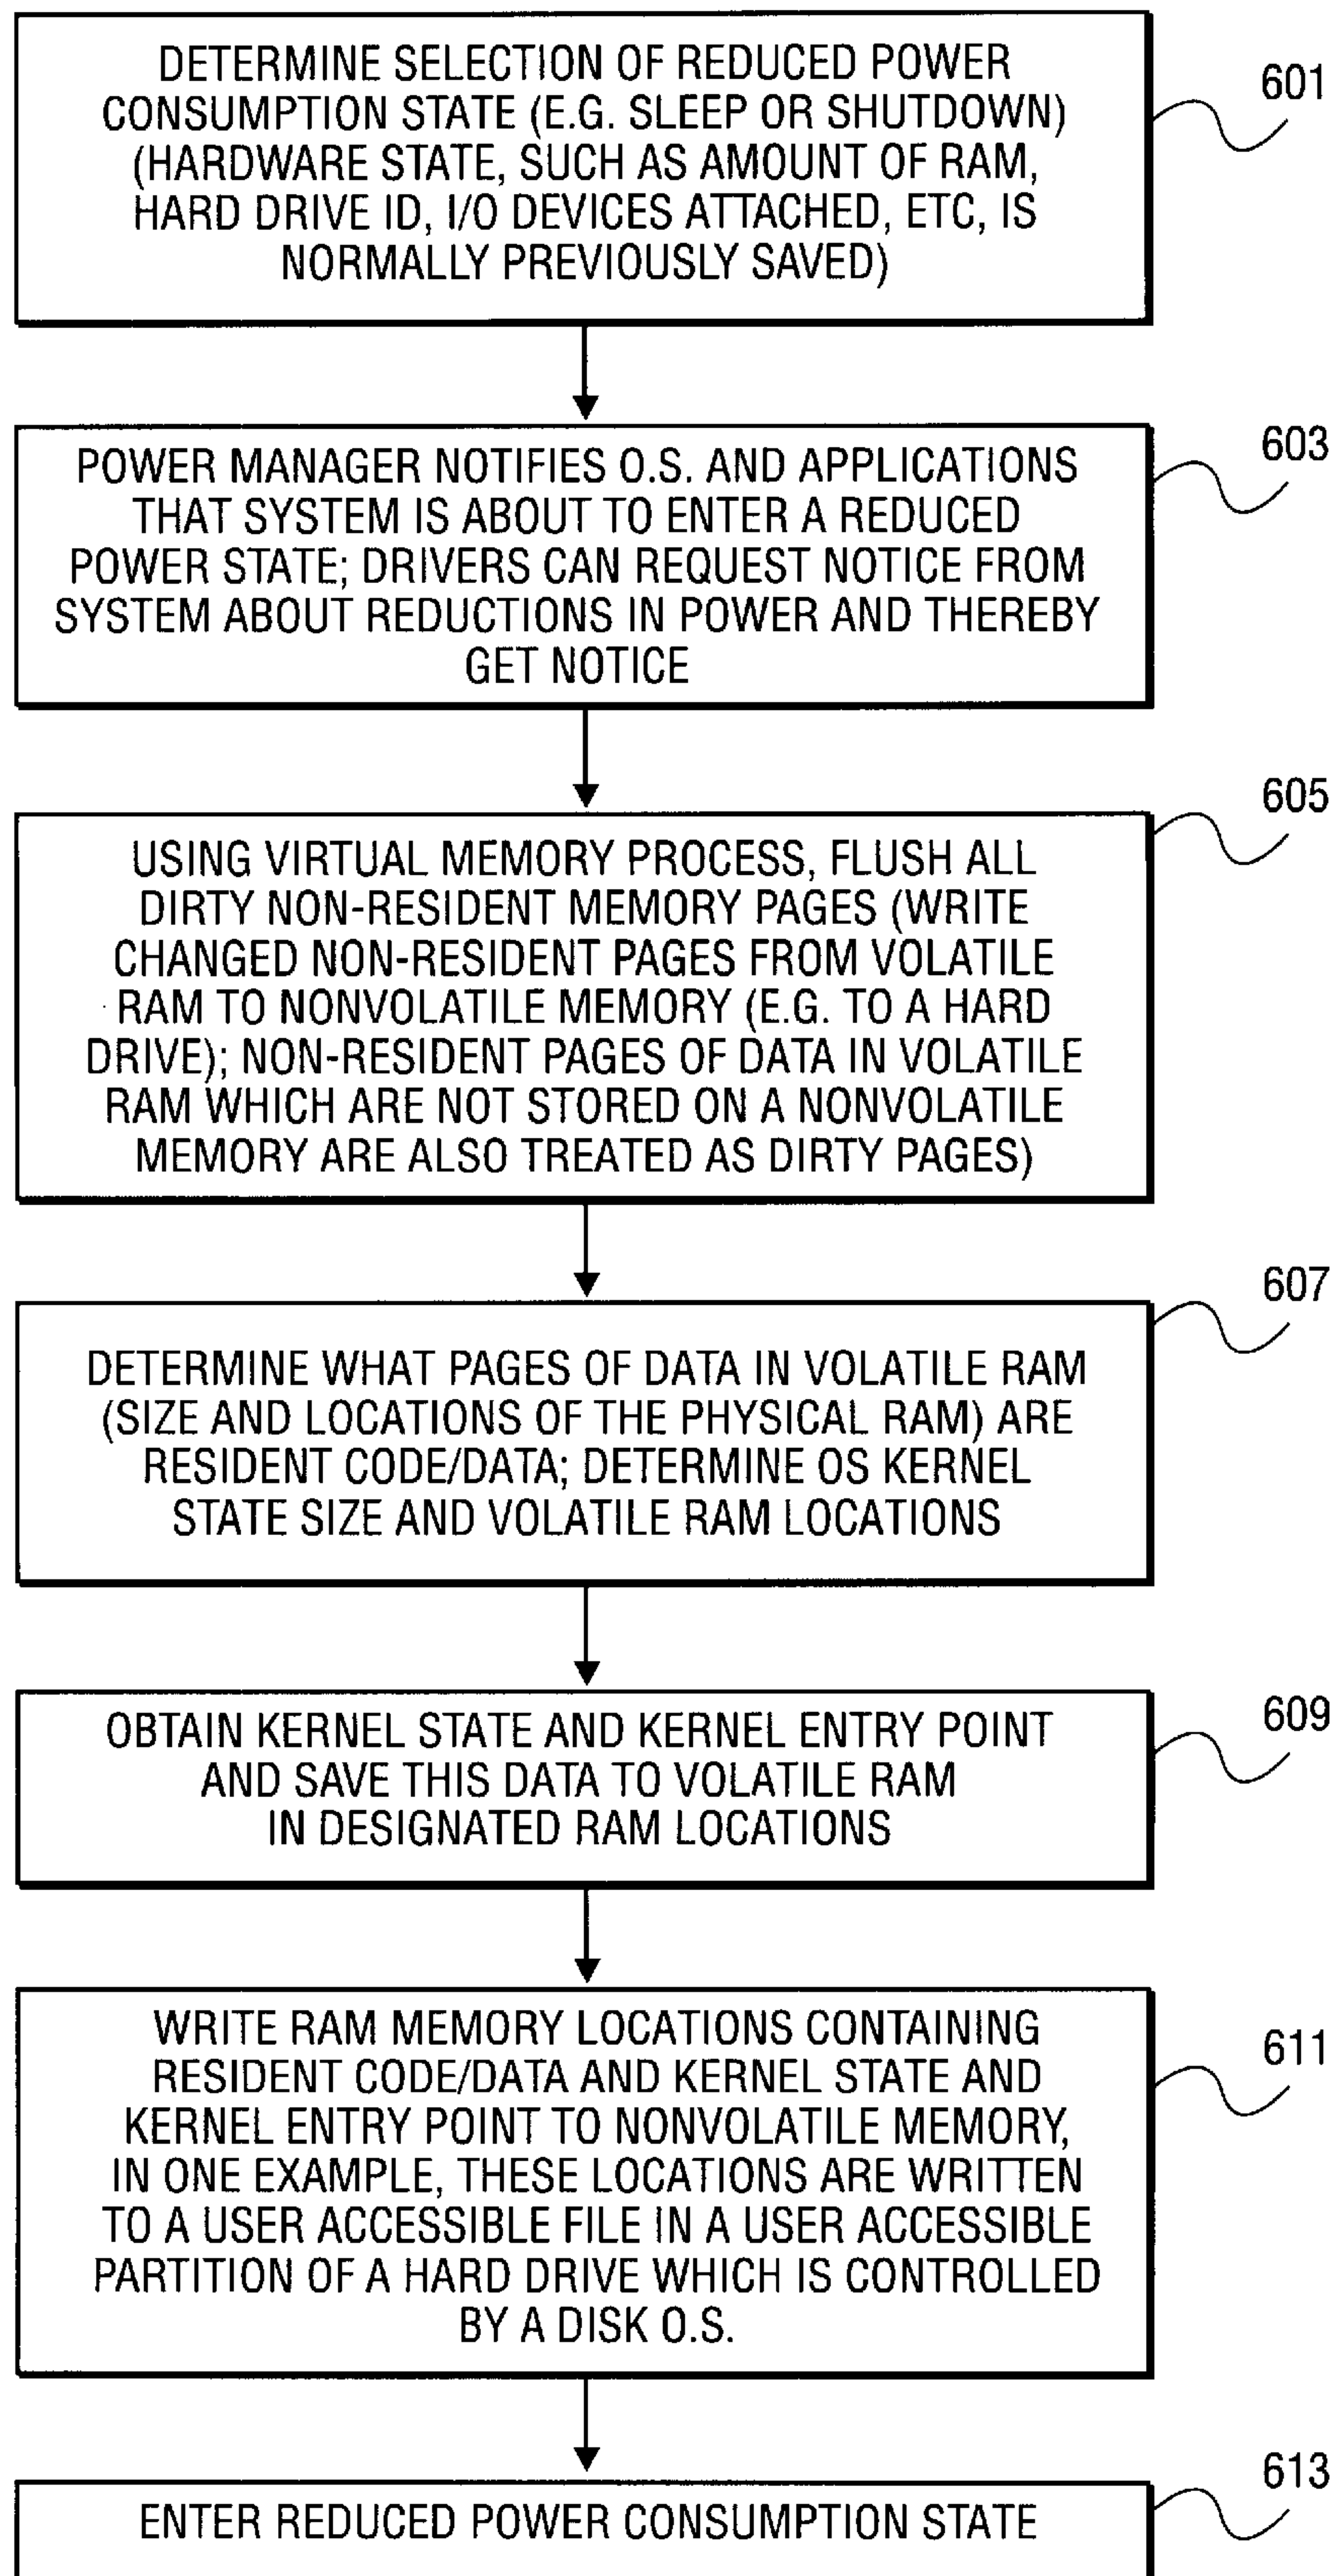 DETERMINE SELECTION OF REDUCED POWER
CONSUMPTION STATE (E.G. SLEEP OR SHUTDOWN)
(HARDWARE STATE, SUCH AS AMOUNT OF RAM,
HARD DRIVE ID, I/O DEVICES ATTACHED, ETC, IS
NORMALLY PREVIOUSLY SAVED)
601
POWER MANAGER NOTIFIES O.S. AND APPLICATIONS
THAT SYSTEM IS ABOUT TO ENTER A REDUCED
POWER STATE; DRIVERS CAN REQUEST NOTICE FROM
SYSTEM ABOUT REDUCTIONS IN POWER AND THEREBY
GET NOTICE
603
USING VIRTUAL MEMORY PROCESS, FLUSH ALL
DIRTY NON-RESIDENT MEMORY PAGES (WRITE
CHANGED NON-RESIDENT PAGES FROM VOLATILE
RAM TO NONVOLATILE MEMORY (E.G. TO A HARD
DRIVE); NON-RESIDENT PAGES OF DATA IN VOLATILE
RAM WHICH ARE NOT STORED ON A NONVOLATILE
MEMORY ARE ALSO TREATED AS DIRTY PAGES)
605
DETERMINE WHAT PAGES OF DATA IN VOLATILE RAM
(SIZE AND LOCATIONS OF THE PHYSICAL RAM) ARE
RESIDENT CODE/DATA; DETERMINE OS KERNEL
STATE SIZE AND VOLATILE RAM LOCATIONS
607
OBTAIN KERNEL STATE AND KERNEL ENTRY POINT
AND SAVE THIS DATA TO VOLATILE RAM
IN DESIGNATED RAM LOCATIONS
609
WRITE RAM MEMORY LOCATIONS CONTAINING
RESIDENT CODE/DATA AND KERNEL STATE AND
KERNEL ENTRY POINT TO NONVOLATILE MEMORY,
IN ONE EXAMPLE, THESE LOCATIONS ARE WRITTEN
TO A USER ACCESSIBLE FILE IN A USER ACCESSIBLE
PARTITION OF A HARD DRIVE WHICH IS CONTROLLED
BY A DISK O.S.
611
ENTER REDUCED POWER CONSUMPTION STATE
613